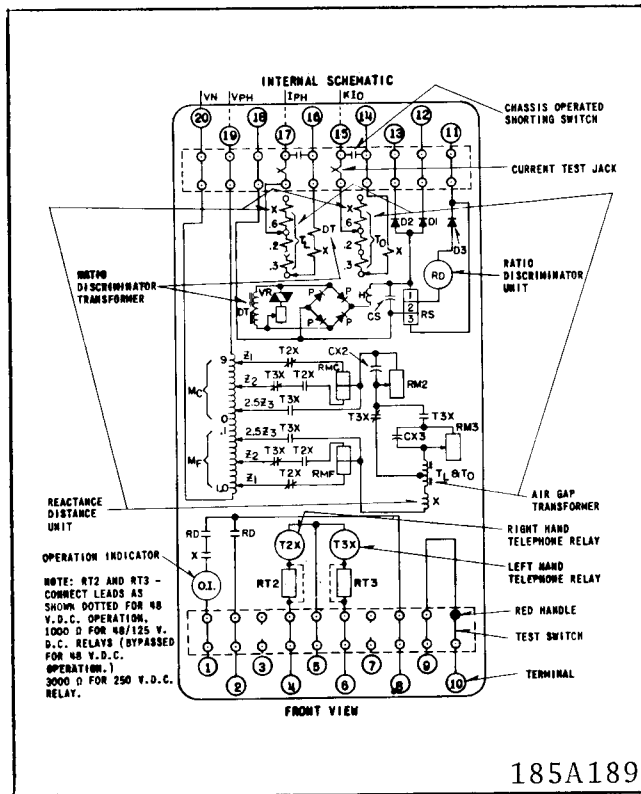 INTERNAL SCHEMATIC
VN
VPH
IPH
KIO
CHASSIS OPERATED
SHORTING SWITCH
20
19
18
17
16
15
14
13
12
11
CURRENT TEST JACK
X
.6
.2
.3
TL
DT
X
X
.6
.2
.3
TO
X
D2
D1
D3
RD
RATIO
DISCRIMINATOR
UNIT
RATIO
DISCRIMINATOR
TRANSFORMER
DT
VR
P
P
P
P
H
CS
1
2
3
RS
MC
9
0
Z1
T2X
Z2
T3X
T2X
RMC
2.5Z3
T3X
CX2
RM2
T3X
T3X
CX3
RM3
MF
.1
1.0
2.5Z3
T3X
Z2
T3X
T2X
RMF
Z1
T2X
TL & TO
X
REACTANCE
DISTANCE
UNIT
AIR GAP
TRANSFORMER
RIGHT HAND
TELEPHONE RELAY
LEFT HAND
TELEPHONE RELAY
RD
RD
X
T2X
T3X
RT2
RT3
OPERATION INDICATOR
O.I.
NOTE: RT2 AND RT3 -
CONNECT LEADS AS
SHOWN DOTTED FOR 48
V.D.C. OPERATION.
1000 Ω FOR 48/125 V.
D.C. RELAYS (BYPASSED
FOR 48 V.D.C.
OPERATION.)
3000 Ω FOR 250 V.D.C.
RELAY.
RED HANDLE
TEST SWITCH
TERMINAL
1
2
3
4
5
6
7
8
9
10
FRONT VIEW
185A189